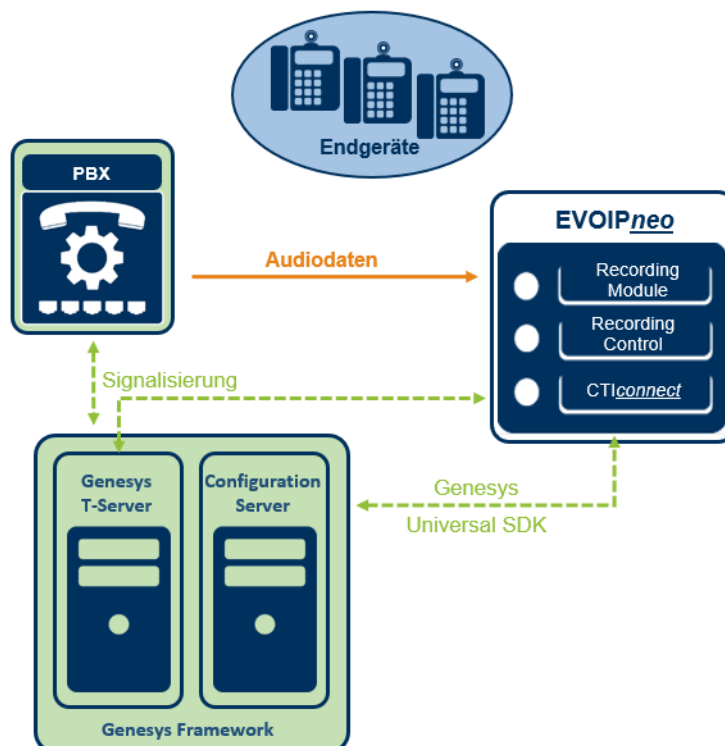 Endgeräte
PBX
EVOIPneo
Audiodaten
Recording
Module
Recording
Control
CTIconnect
Signalisierung
Genesys
T-Server
Configuration
Server
Genesys
Universal SDK
Genesys Framework